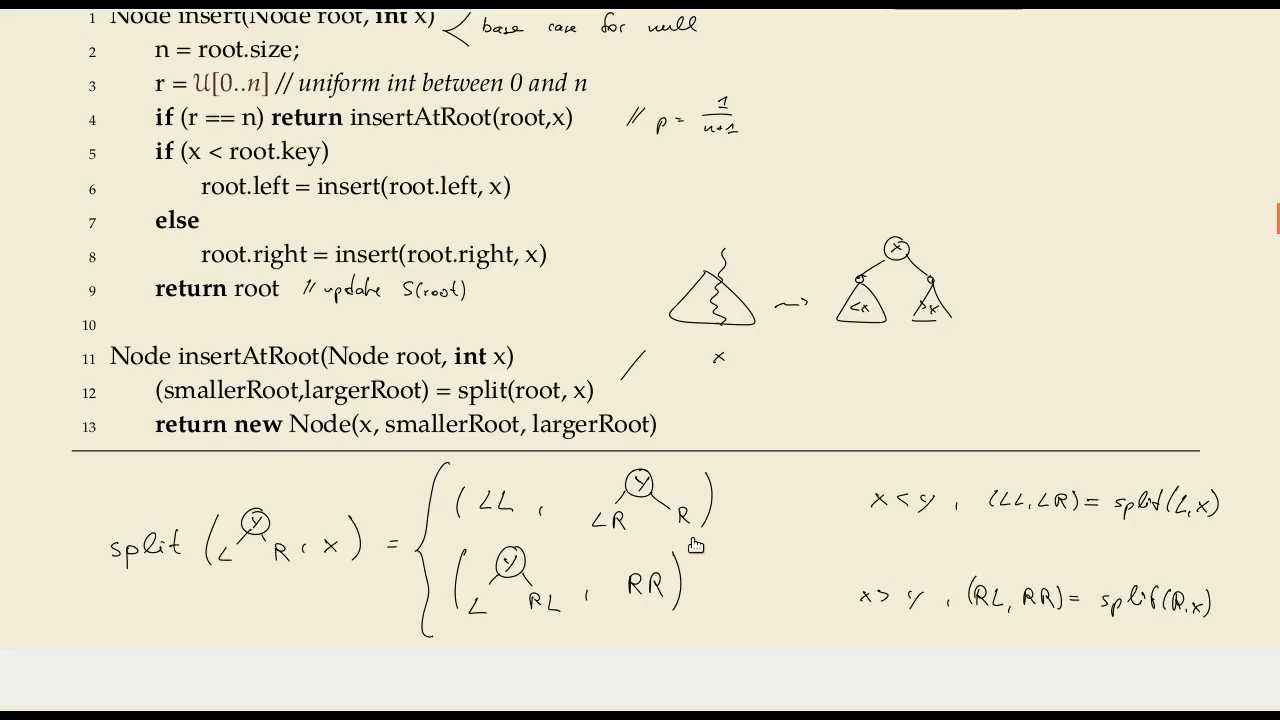 1 Node insert(Node root, int x) base case for null
2 n = root.size;
3 r = U[0..n] // uniform int between 0 and n
4 if (r == n) return insertAtRoot(root,x) // p = 1/n+1
5 if (x < root.key)
6 root.left = insert(root.left, x)
7 else
8 root.right = insert(root.right, x)
x
9 return root // update S(root)
<x >x
10
11 Node insertAtRoot(Node root, int x)
x
12 (smallerRoot,largerRoot) = split(root, x)
13 return new Node(x, smallerRoot, largerRoot)
split (L y R, x) =
(LL, y LR R) x < y, (LL, LR) = split(L,x)
(y L RL, RR) x > y, (RL, RR) = split(R,x)